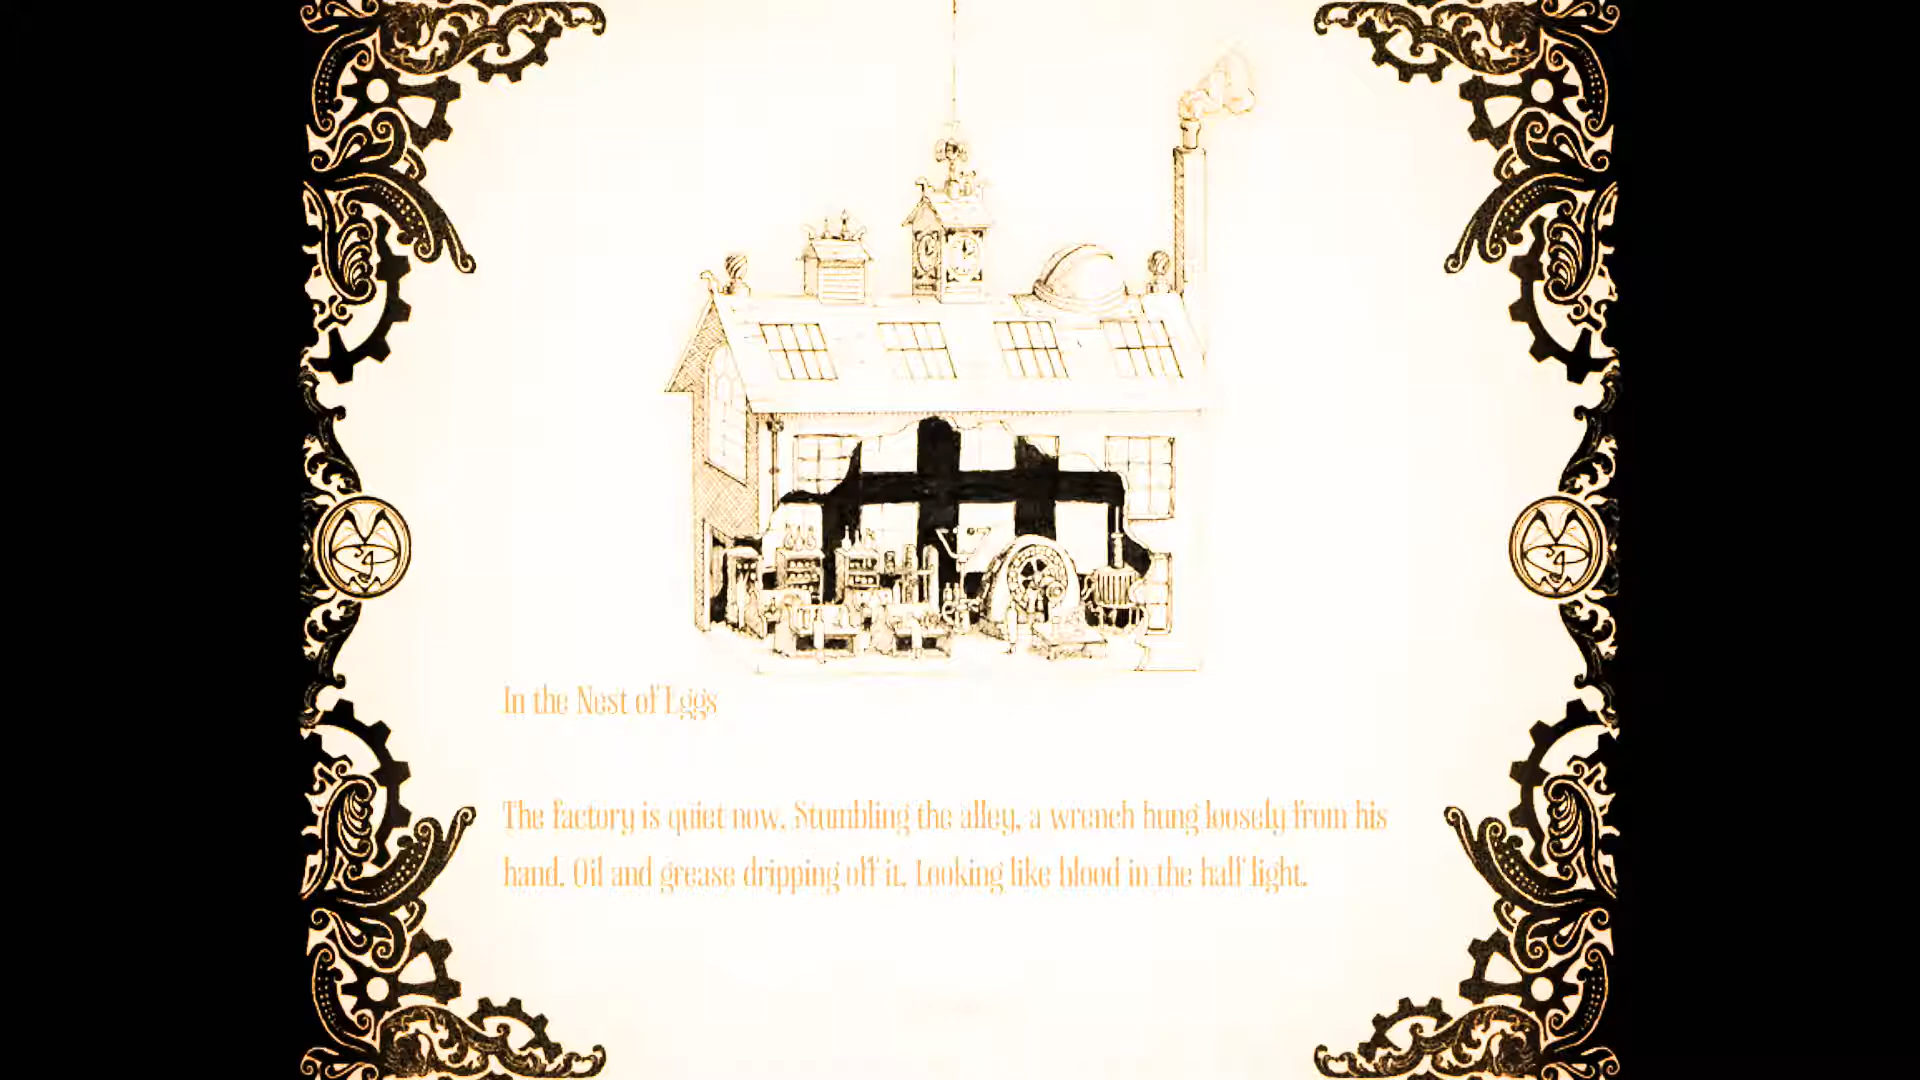 In the Nest of Eggs
The factory is quiet now. Stumbling the alley, a wrench hung loosely from his
hand. Oil and grease dripping off it. Looking like blood in the half light.